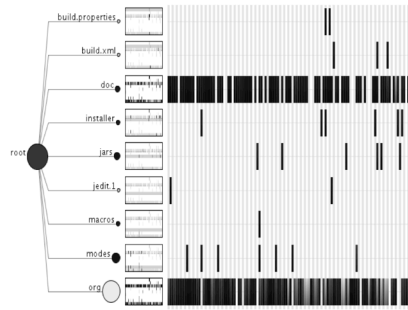 build.properties
build.xml
doc
installer
jars
root
jedit.1
macros
modes
org